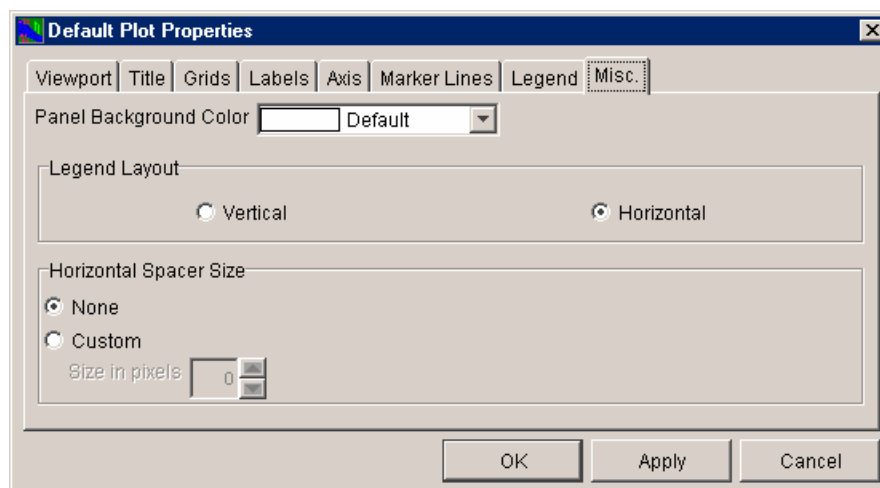 Default Plot Properties
Viewport Title Grids Labels Axis Marker Lines Legend Misc.
Panel Background Color Default
Legend Layout
Vertical Horizontal
Horizontal Spacer Size
None
Custom
Size in pixels 0
OK Apply Cancel